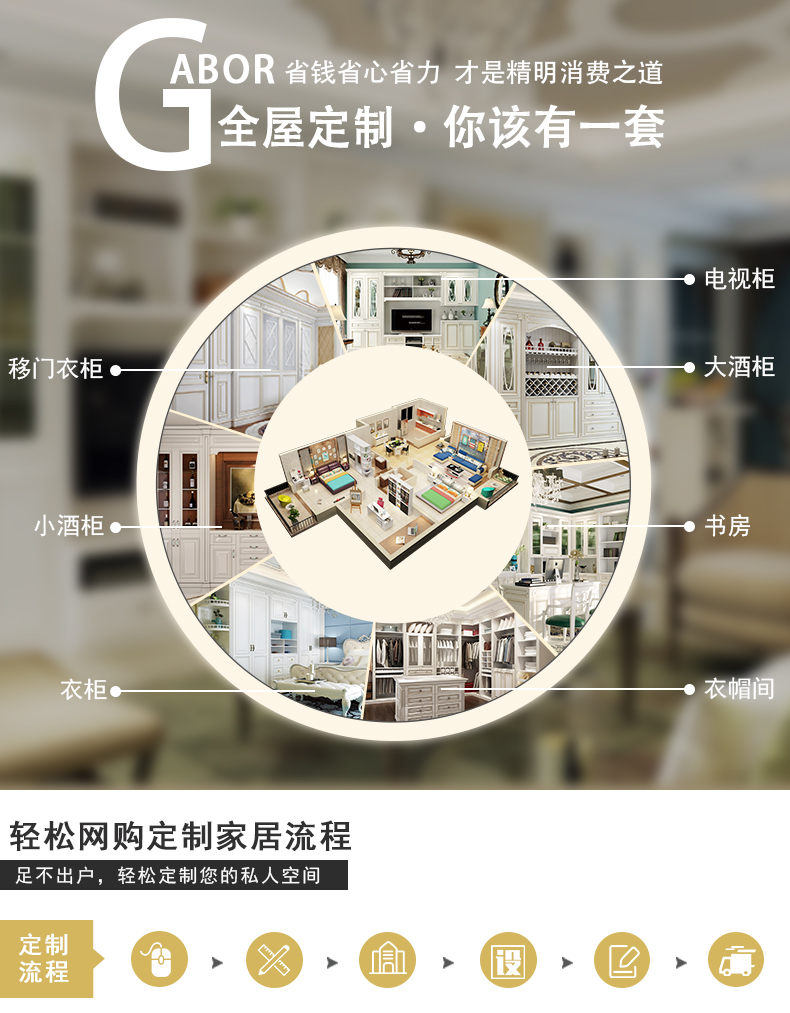 GABOR 省钱省心省力 才是精明消费之道
全屋定制·你该有一套
电视柜
移门衣柜
大酒柜
小酒柜
书房
衣柜
衣帽间
轻松网购定制家居流程
足不出户，轻松定制您的私人空间
定制
流程
设